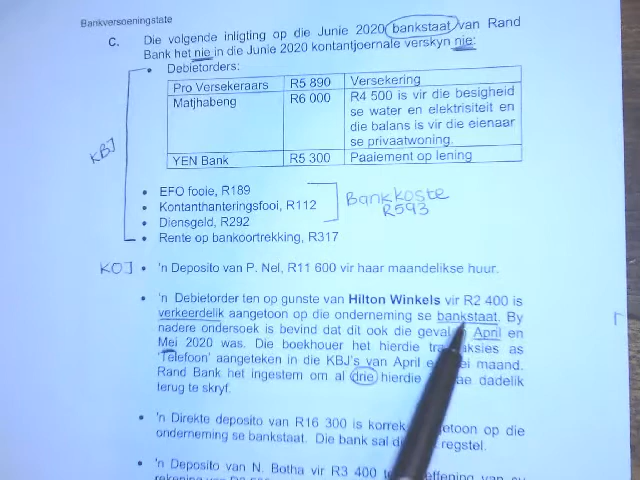 Bankversoeningstate
C. Die volgende inligting op die Junie 2020 bankstaat van Rand
Bank het nie in die Junie 2020 kontantjoernale verskyn nie:
• Debietorders:
Pro Versekeraars R5 890 Versekering
Matjhabeng R6 000 R4 500 is vir die besigheid
se water en elektrisiteit en
die balans is vir die eienaar
se privaatwoning.
KBJ
YEN Bank R5 300 Paaiement op lening
• EFO fooie, R189
• Kontanthanteringsfooi, R112
• Diensgeld, R292
Bankkoste
R593
• Rente op bankoortrekking, R317
KOJ • 'n Deposito van P. Nel, R11 600 vir haar maandelikse huur.
• 'n Debietorder ten op gunste van Hilton Winkels vir R2 400 is
verkeerdelik aangetoon op die onderneming se bankstaat. By
nadere ondersoek is bevind dat dit ook die April en
Mei 2020 was. Die boekhouer het hierdie as
'Telefoon' aangeteken in die KBJ's van April maand.
Rand Bank het ingestem om al drie hierdie dadelik
terug te skryf.
• 'n Direkte deposito van R16 300 is op die
onderneming se bankstaat. Die bank sal regstel.
• 'n Deposito van N. Botha vir R3 400 van